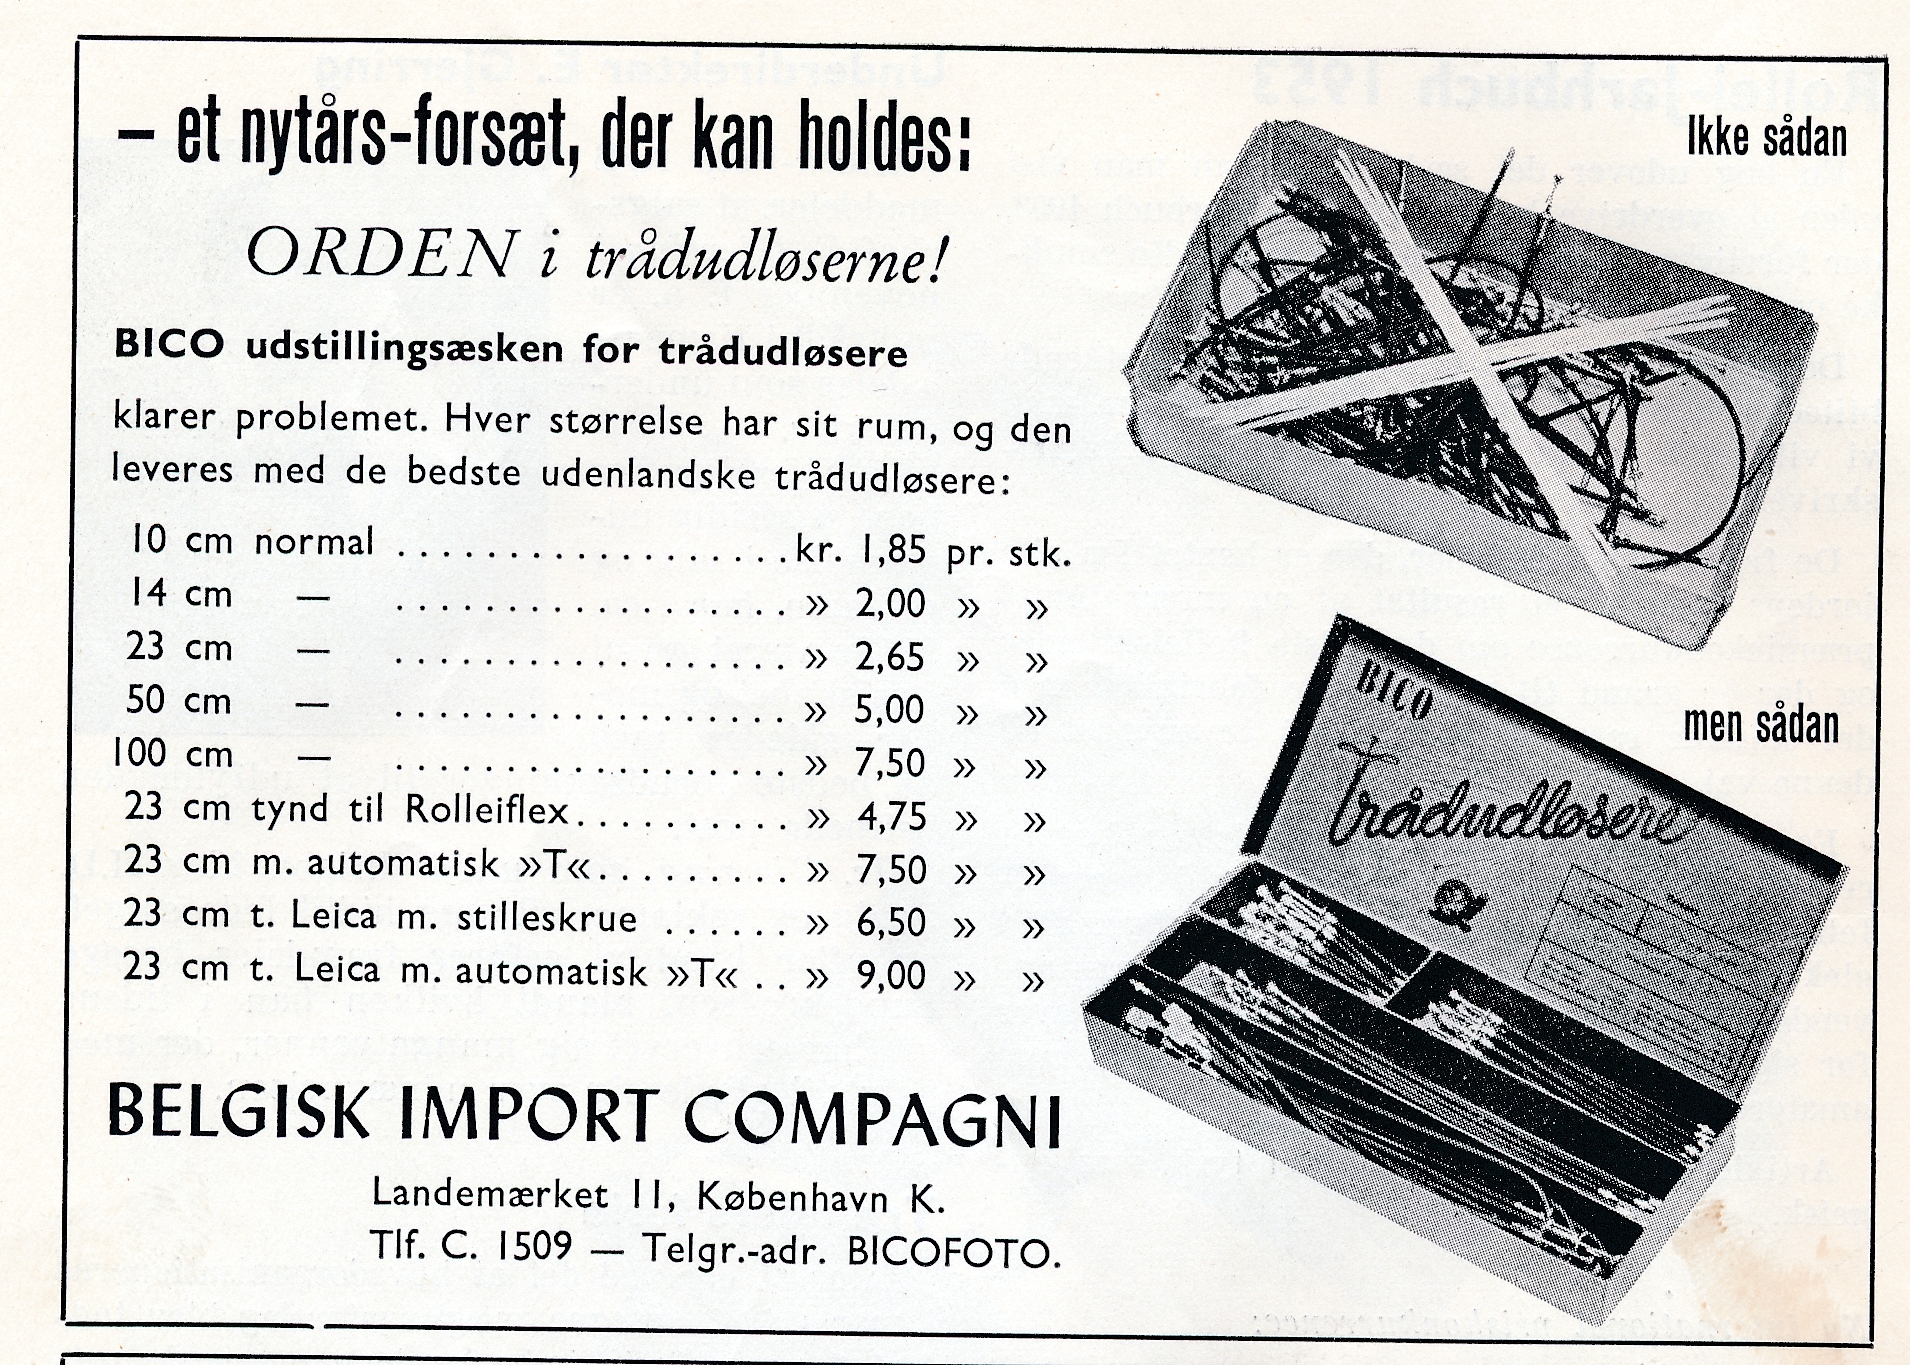 – et nytårs-forsæt, der kan holdes:
ORDEN i trådudløserne!
BICO udstillingsæsken for trådudløsere
klarer problemet. Hver størrelse har sit rum, og den
leveres med de bedste udenlandske trådudløsere:
10 cm normal . . . . . . . . . . . . . . . . . . kr. 1,85 pr. stk.
14 cm — . . . . . . . . . . . . . . . . . . » 2,00 » »
23 cm — . . . . . . . . . . . . . . . . . . » 2,65 » »
50 cm — . . . . . . . . . . . . . . . . . . » 5,00 » »
100 cm — . . . . . . . . . . . . . . . . . . » 7,50 » »
23 cm tynd til Rolleiflex. . . . . . . . . . » 4,75 » »
23 cm m. automatisk »T«. . . . . . . . . » 7,50 » »
23 cm t. Leica m. stilleskrue . . . . . . » 6,50 » »
23 cm t. Leica m. automatisk »T« . . » 9,00 » »
BELGISK IMPORT COMPAGNI
Landemærket 11, København K.
Tlf. C. 1509 — Telgr.-adr. BICOFOTO.
Ikke sådan
men sådan
BICO
Trådudløsere